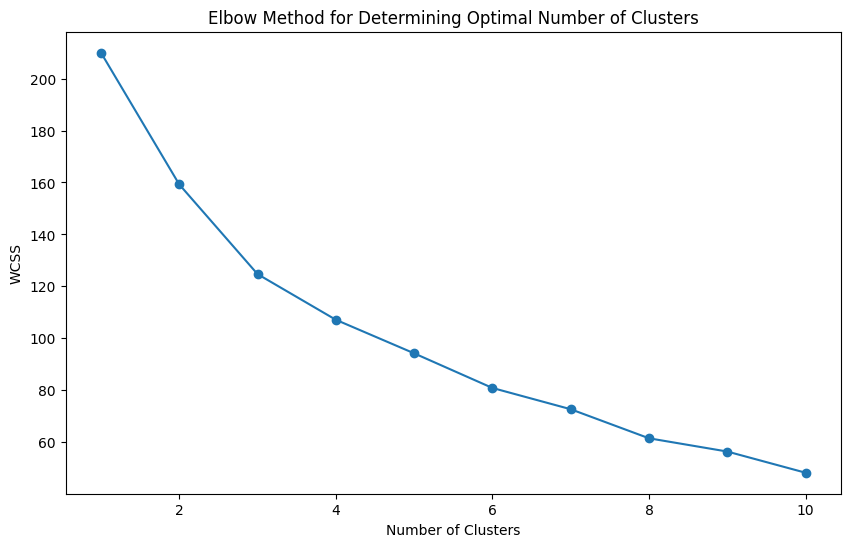 Elbow Method for Determining Optimal Number of Clusters
200
180
160
140
120
100
80
60
WCSS
2 4 6 8 10
Number of Clusters